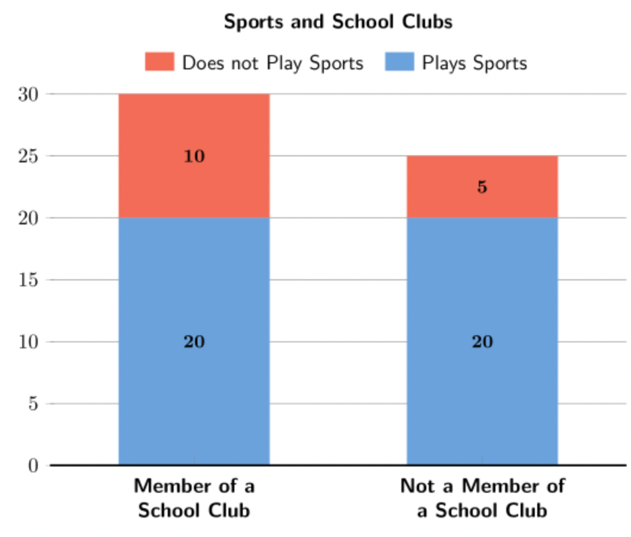 Sports and School Clubs
Does not Play Sports Plays Sports
30
25
20
15
10
5
0
10
5
20
20
Member of a
School Club
Not a Member of
a School Club